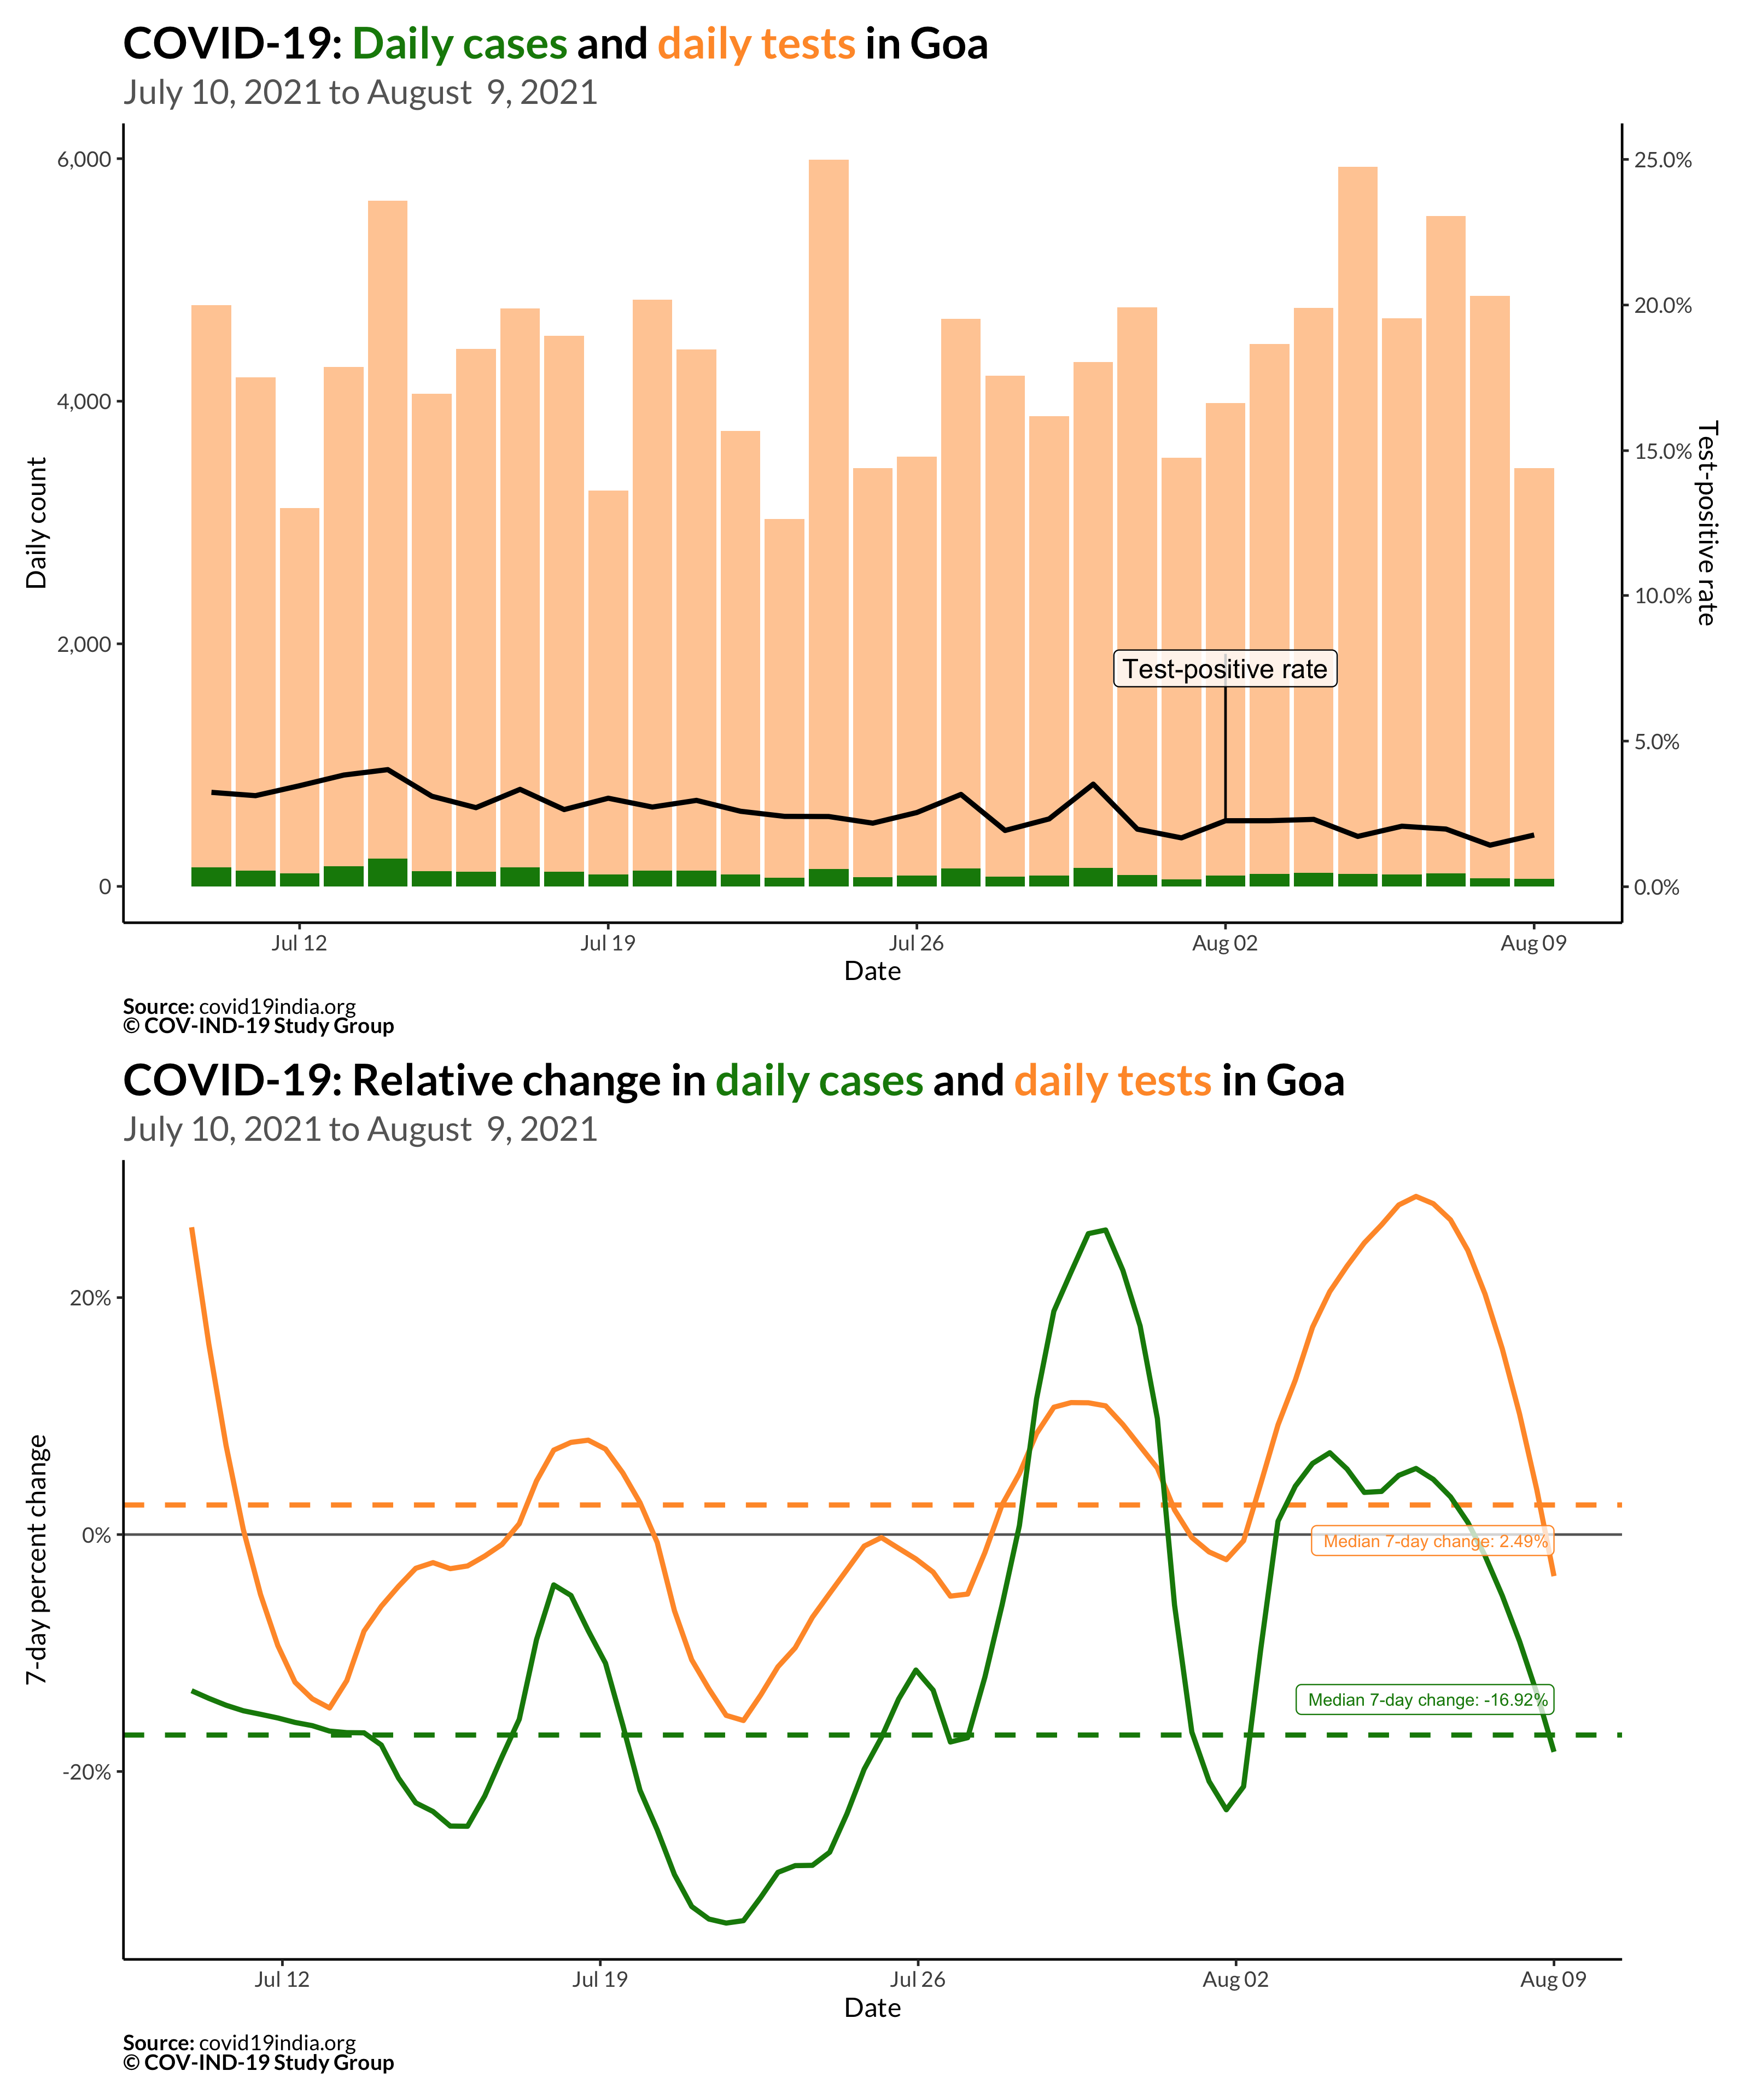 COVID-19: Daily cases and daily tests in Goa
July 10, 2021 to August  9, 2021
6,000
4,000
2,000
0
Daily count
25.0%
20.0%
15.0%
10.0%
5.0%
0.0%
Test-positive rate
Test-positive rate
Jul 12
Jul 19
Jul 26
Aug 02
Aug 09
Date
Source: covid19india.org
© COV-IND-19 Study Group
COVID-19: Relative change in daily cases and daily tests in Goa
July 10, 2021 to August  9, 2021
20%
0%
-20%
7-day percent change
Median 7-day change: 2.49%
Median 7-day change: -16.92%
Jul 12
Jul 19
Jul 26
Aug 02
Aug 09
Date
Source: covid19india.org
© COV-IND-19 Study Group